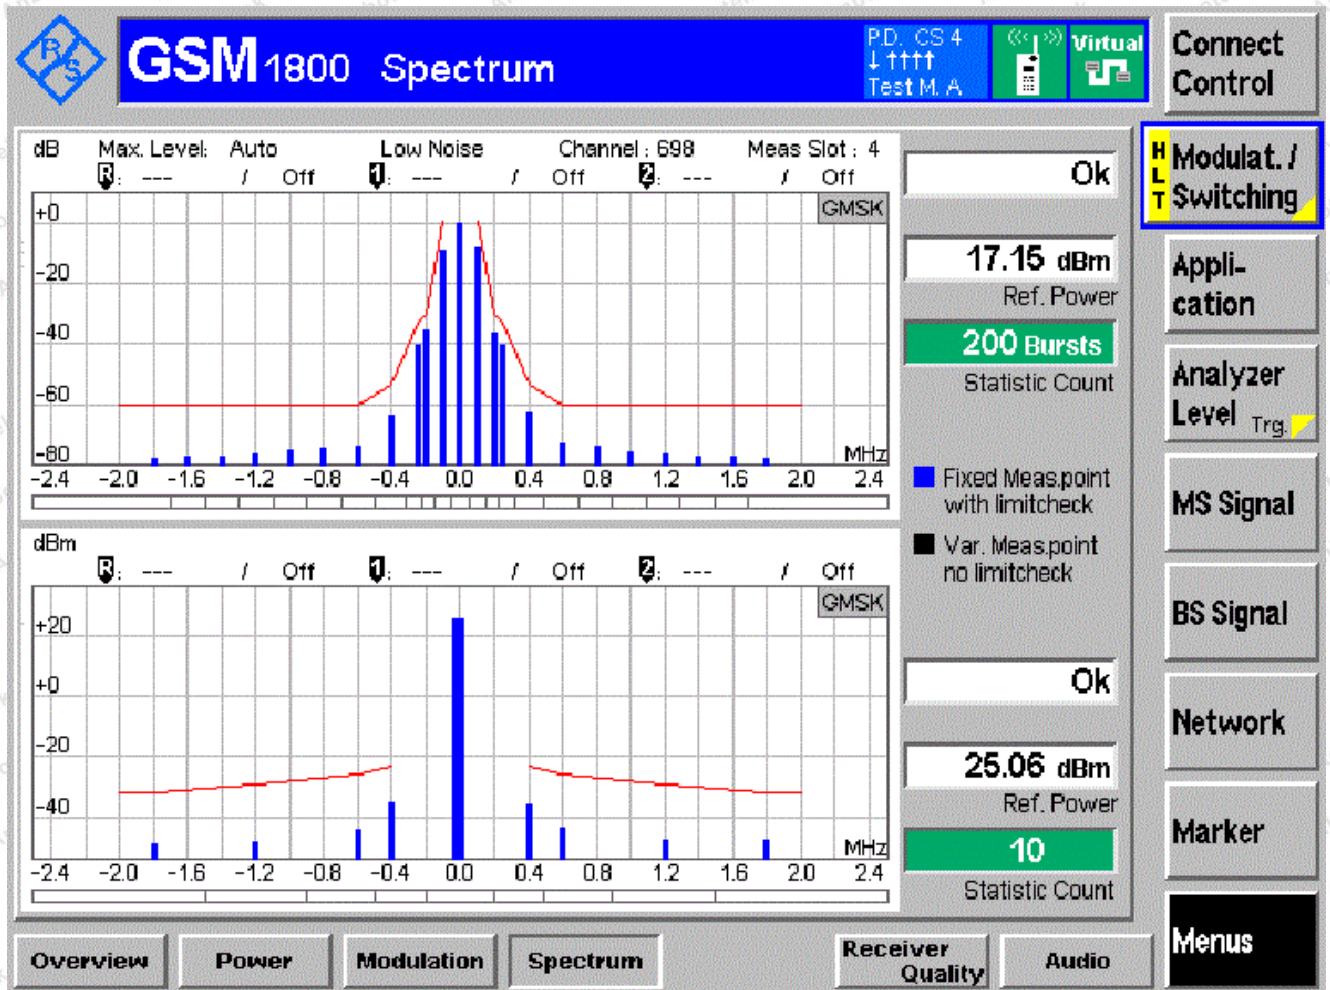 R S
GSM 1800 Spectrum
P.D. CS 4
↓ ↑↑↑↑
Test M. A
Virtual
Connect
Control
dB Max. Level: Auto Low Noise Channel : 698 Meas Slot : 4
R : --- / Off 1 : --- / Off 2 : --- / Off
GMSK
+0
-20
-40
-60
-80
MHz
-2.4 -2.0 -1.6 -1.2 -0.8 -0.4 0.0 0.4 0.8 1.2 1.6 2.0 2.4
Ok
17.15 dBm
Ref. Power
200 Bursts
Statistic Count
Fixed Meas.point
with limitcheck
Var. Meas.point
no limitcheck
dBm
R : --- / Off 1 : --- / Off 2 : --- / Off
GMSK
+20
+0
-20
-40
MHz
-2.4 -2.0 -1.6 -1.2 -0.8 -0.4 0.0 0.4 0.8 1.2 1.6 2.0 2.4
Ok
25.06 dBm
Ref. Power
10
Statistic Count
HLT
Modulat. /
Switching
Appli-
cation
Analyzer
Level Trg.
MS Signal
BS Signal
Network
Marker
Menus
Overview Power Modulation Spectrum Receiver Quality Audio